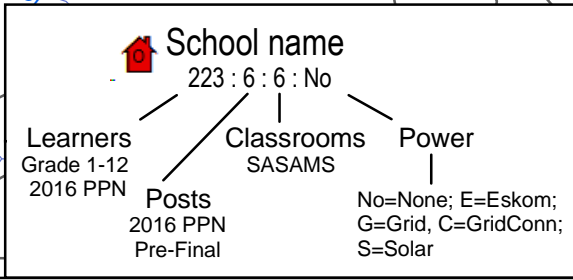 School name
223 : 6 : 6 : No
Learners
Grade 1-12
2016 PPN
Posts
2016 PPN
Pre-Final
Classrooms
SASAMS
Power
No=None; E=Eskom;
G=Grid, C=GridConn;
S=Solar